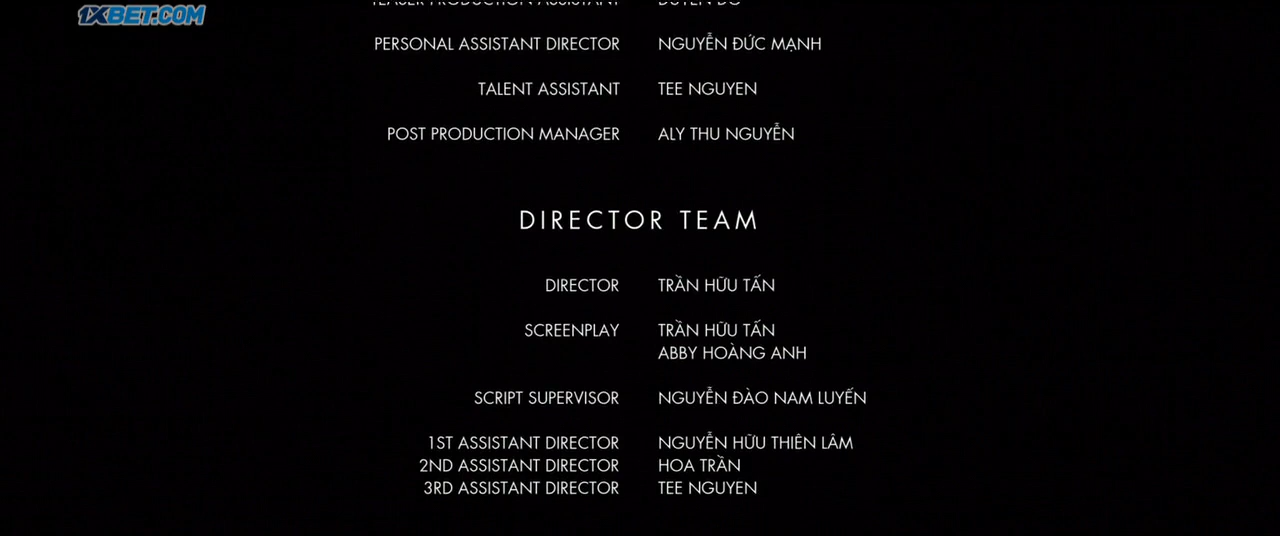 1XBET.COM
PERSONAL ASSISTANT DIRECTOR NGUYỄN ĐỨC MẠNH
TALENT ASSISTANT TEE NGUYEN
POST PRODUCTION MANAGER ALY THU NGUYỄN
DIRECTOR TEAM
DIRECTOR TRẦN HỮU TẤN
SCREENPLAY TRẦN HỮU TẤN
ABBY HOÀNG ANH
SCRIPT SUPERVISOR NGUYỄN ĐÀO NAM LUYẾN
1ST ASSISTANT DIRECTOR NGUYỄN HỮU THIÊN LÂM
2ND ASSISTANT DIRECTOR HOA TRẦN
3RD ASSISTANT DIRECTOR TEE NGUYEN